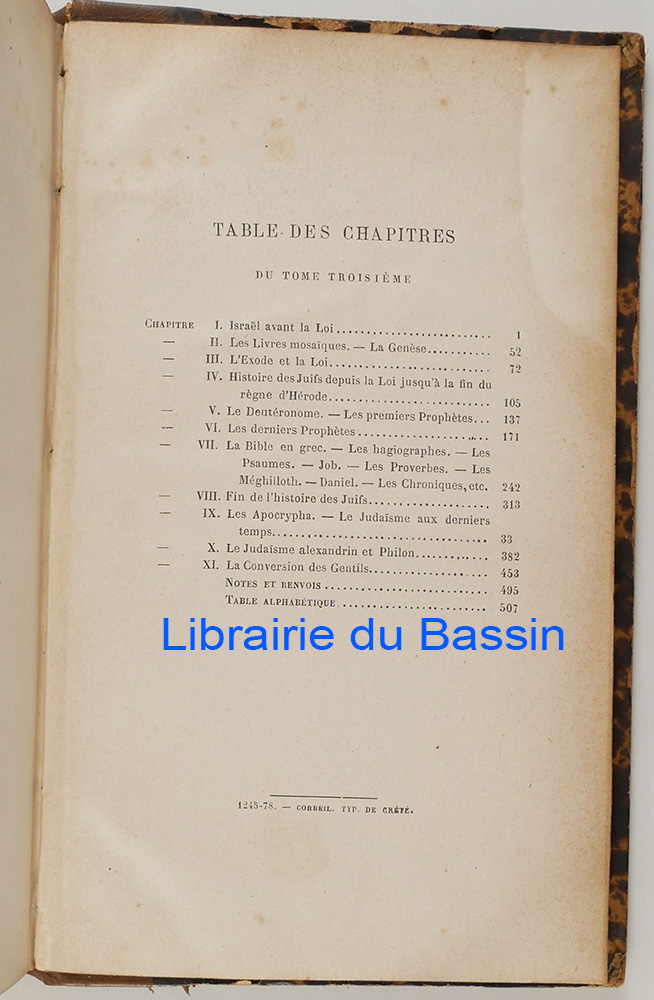 TABLE DES CHAPITRES
DU TOME TROISIÈME
CHAPITRE I. Israël avant la Loi .......................... 1
— II. Les Livres mosaïques. — La Genèse........... 52
— III. L'Exode et la Loi........................... 72
— IV. Histoire des Juifs depuis la Loi jusqu'à la fin du
règne d'Hérode........................... 105
— V. Le Deutéronome. — Les premiers Prophètes... 137
— VI. Les derniers Prophètes ...................... 171
— VII. La Bible en grec. — Les hagiographes. — Les
Psaumes. — Job. — Les Proverbes. — Les
Méghilloth. — Daniel. — Les Chroniques, etc. 242
— VIII. Fin de l'histoire des Juifs.................... 313
— IX. Les Apocrypha. — Le Judaïsme aux derniers
temps.................................... 33
— X. Le Judaïsme alexandrin et Philon............ 382
— XI. La Conversion des Gentils.................... 453
NOTES ET RENVOIS ........................... 495
TABLE ALPHABÉTIQUE ........................ 507
Librairie du Bassin
1245-78. — CORBEIL. TYP. DE CRÉTÉ.